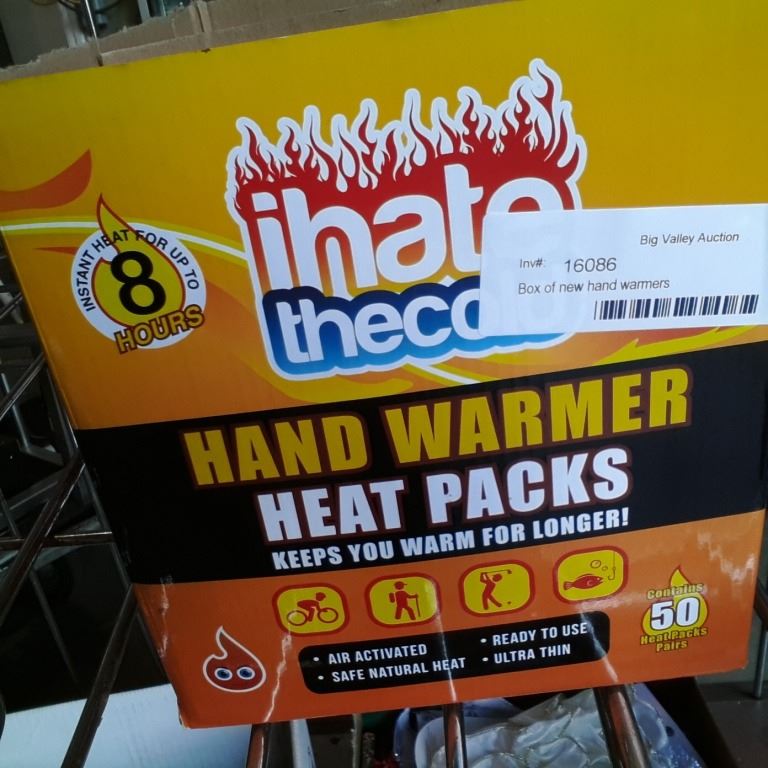 ihate
theco
INSTANT HEAT FOR UP TO
8
HOURS
Big Valley Auction
Inv#: 16086
Box of new hand warmers
HAND WARMER
HEAT PACKS
KEEPS YOU WARM FOR LONGER!
• AIR ACTIVATED
• SAFE NATURAL HEAT
• READY TO USE
• ULTRA THIN
Contains
50
Heat Packs
Pairs